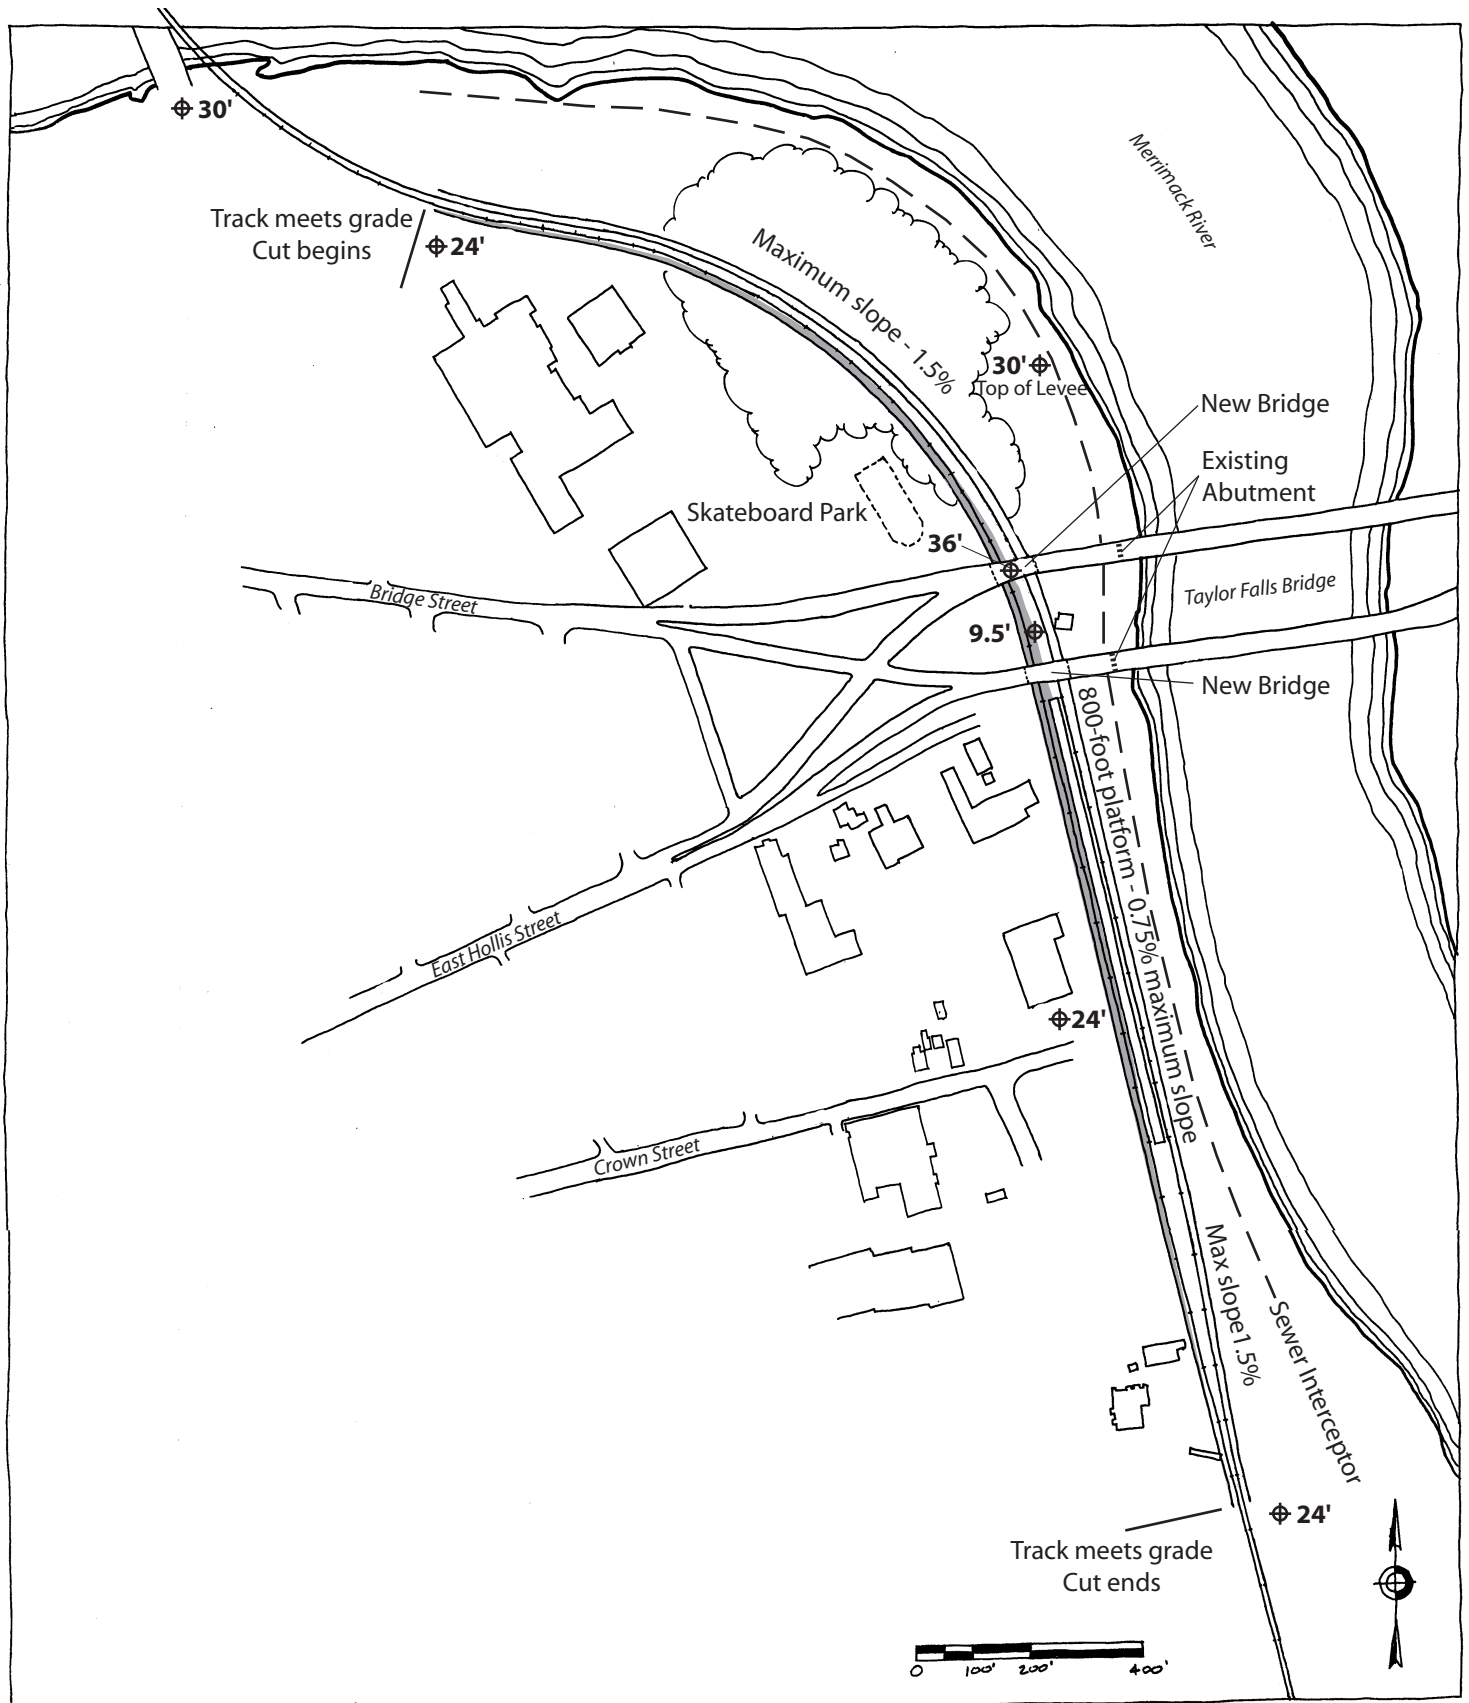 30'
Merrimack River
Track meets grade
Cut begins
24'
Maximum slope - 1.5%
30'
Top of Levee
New Bridge
Existing
Abutment
Skateboard Park
36'
Bridge Street
Taylor Falls Bridge
9.5'
New Bridge
800-foot platform - 0.75% maximum slope
East Hollis Street
24'
Crown Street
Max slope1.5%
Sewer Interceptor
24'
Track meets grade
Cut ends
0 100' 200' 400'